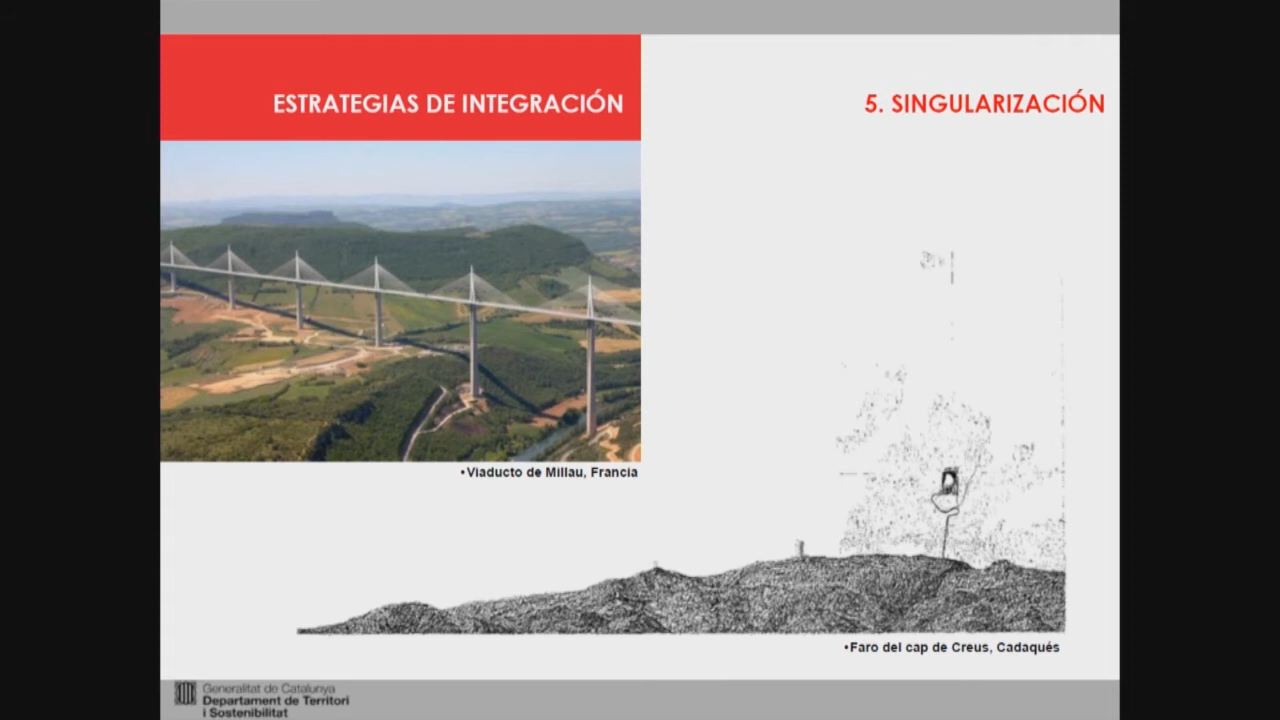 ESTRATEGIAS DE INTEGRACIÓN
5. SINGULARIZACIÓN
•Viaducto de Millau, Francia
•Faro del cap de Creus, Cadaqués
Generalitat de Catalunya
Departament de Territori
i Sostenibilitat